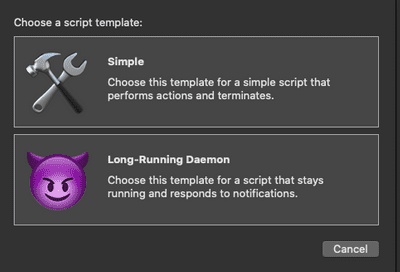 Choose a script template:
Simple
Choose this template for a simple script that
performs actions and terminates.
Long-Running Daemon
Choose this template for a script that stays
running and responds to notifications.
Cancel